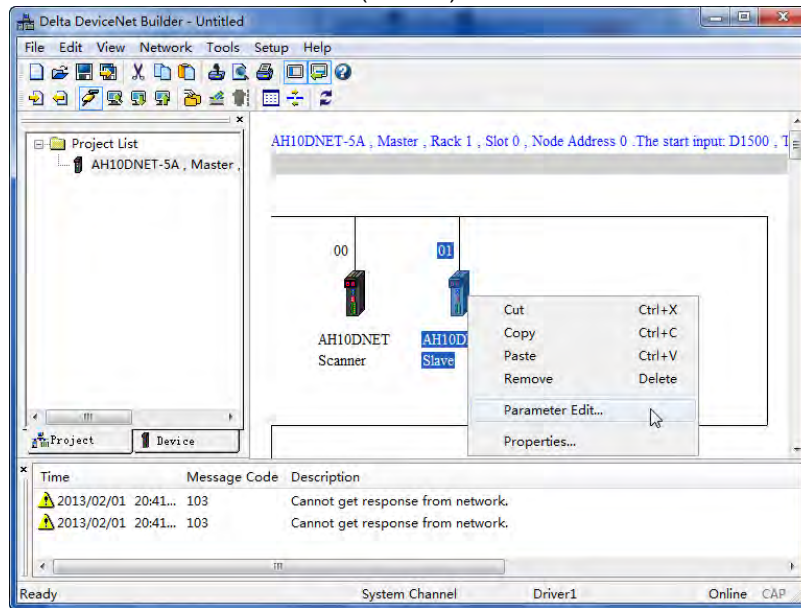 Delta DeviceNet Builder - Untitled
File Edit View Network Tools Setup Help
Project List
AH10DNET-5A , Master ,
AH10DNET-5A , Master , Rack 1 , Slot 0 , Node Address 0 .The start input: D1500 ,
00
01
AH10DNET
Scanner
AH10D
Slave
Cut Ctrl+X
Copy Ctrl+C
Paste Ctrl+V
Remove Delete
Parameter Edit...
Properties...
Project Device
Time Message Code Description
2013/02/01 20:41... 103 Cannot get response from network.
2013/02/01 20:41... 103 Cannot get response from network.
Ready System Channel Driver1 Online CAP